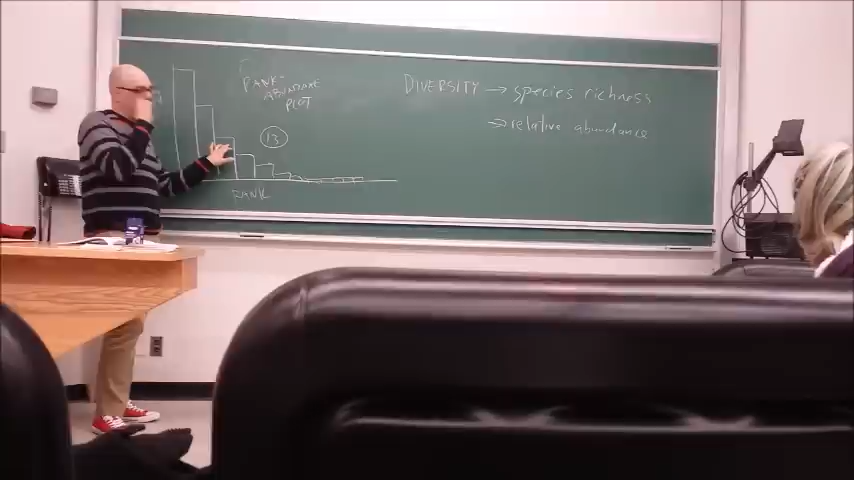 RANK-
ABUNDANCE
PLOT
13
RANK
DIVERSITY → species richness
→ relative abundance